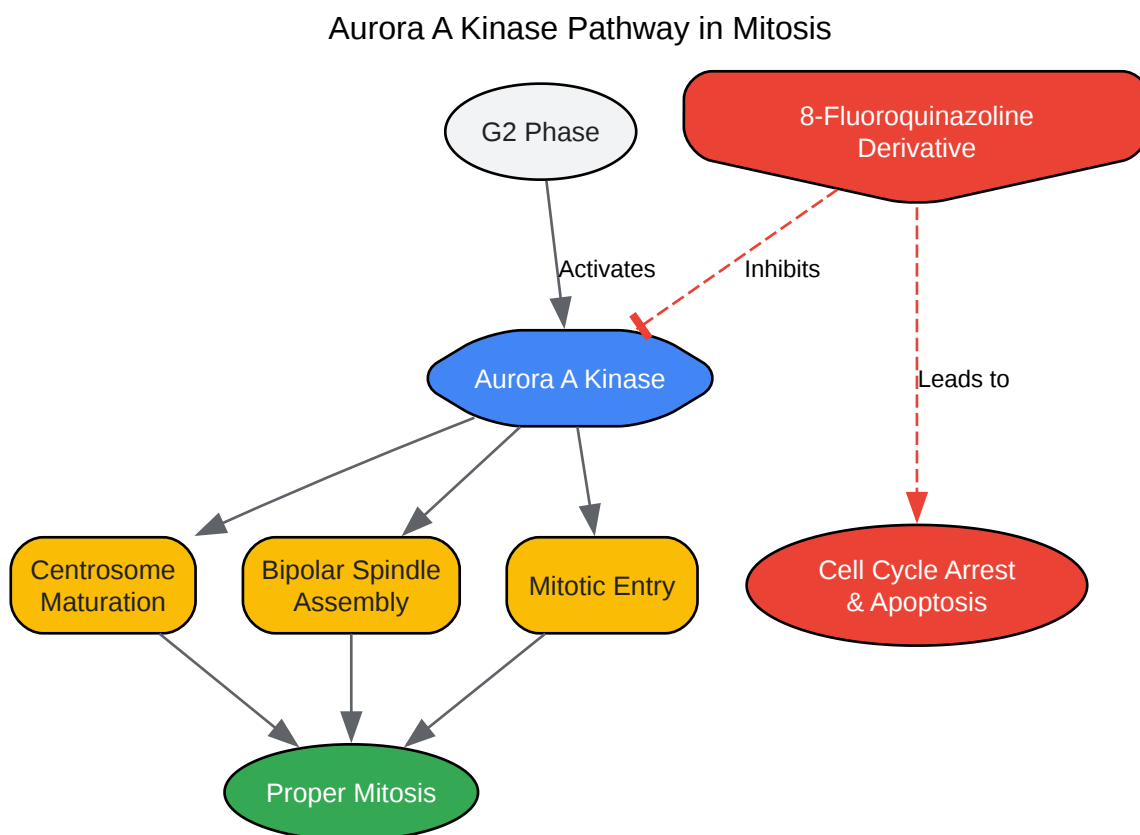 Aurora A Kinase Pathway in Mitosis
G2 Phase
8-Fluoroquinazoline
Derivative
Activates
Inhibits
Aurora A Kinase
Leads to
Centrosome
Maturation
Bipolar Spindle
Assembly
Mitotic Entry
Cell Cycle Arrest
& Apoptosis
Proper Mitosis